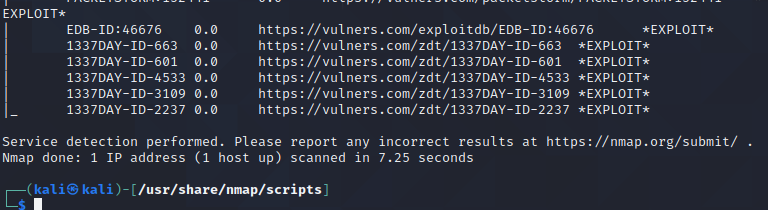 EXPLOIT*
|       EDB-ID:46676    0.0     https://vulners.com/exploitdb/EDB-ID:46676      *EXPLOIT*
|       1337DAY-ID-663  0.0     https://vulners.com/zdt/1337DAY-ID-663  *EXPLOIT*
|       1337DAY-ID-601  0.0     https://vulners.com/zdt/1337DAY-ID-601  *EXPLOIT*
|       1337DAY-ID-4533 0.0     https://vulners.com/zdt/1337DAY-ID-4533 *EXPLOIT*
|       1337DAY-ID-3109 0.0     https://vulners.com/zdt/1337DAY-ID-3109 *EXPLOIT*
|_      1337DAY-ID-2237 0.0     https://vulners.com/zdt/1337DAY-ID-2237 *EXPLOIT*
Service detection performed. Please report any incorrect results at https://nmap.org/submit/ .
Nmap done: 1 IP address (1 host up) scanned in 7.25 seconds
┌──(kali㉿kali)-[/usr/share/nmap/scripts]
└─$